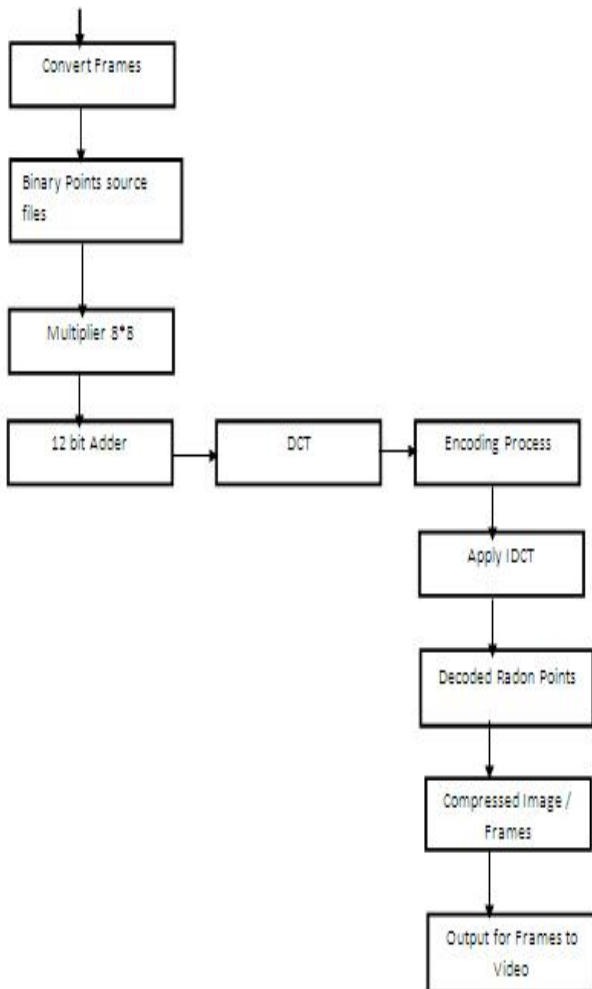 Convert Frames
Binary Points source
files
Multiplier 8*8
12 bit Adder
DCT
Encoding Process
Apply IDCT
Decoded Radon Points
Compressed Image /
Frames
Output for Frames to
Video